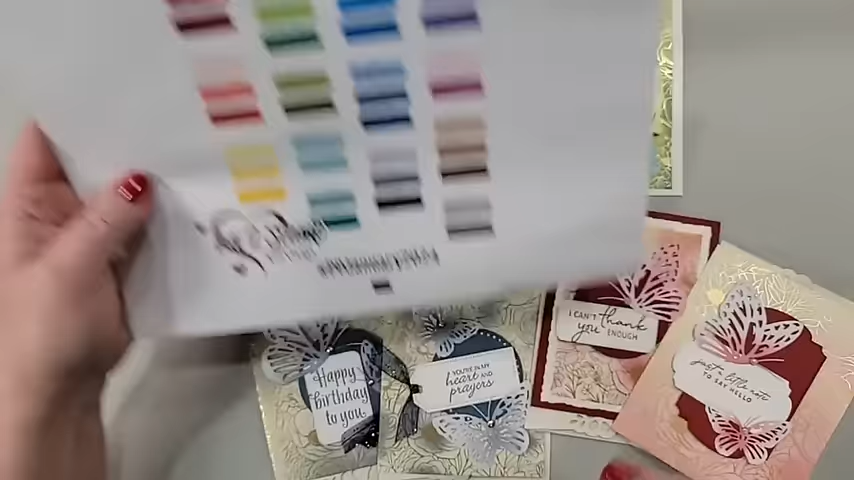 Happy
birthday
to you
YOU'RE IN MY
heart and
prayers
I CAN'T thank
you ENOUGH
just a little note
TO SAY HELLO